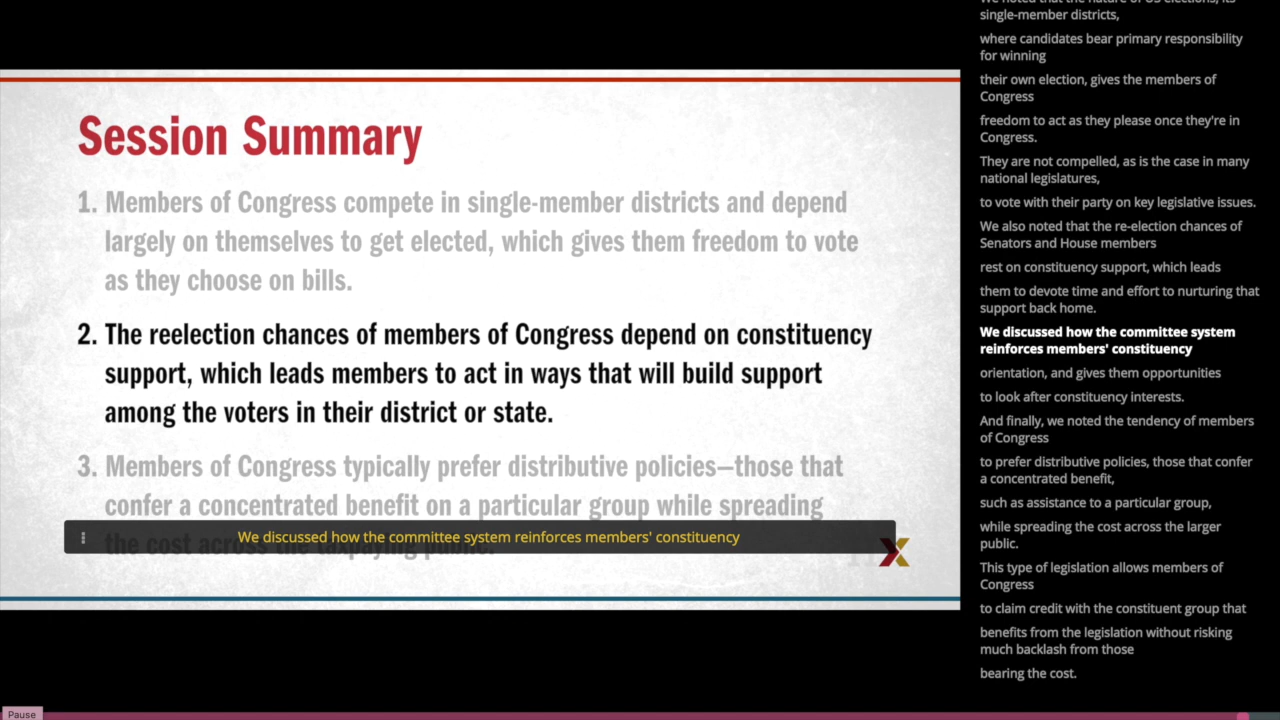 Session Summary
1. Members of Congress compete in single-member districts and depend
largely on themselves to get elected, which gives them freedom to vote
as they choose on bills.
2. The reelection chances of members of Congress depend on constituency
support, which leads members to act in ways that will build support
among the voters in their district or state.
3. Members of Congress typically prefer distributive policies—those that
confer a concentrated benefit on a particular group while spreading
the cost across the taxpaying public.
We discussed how the committee system reinforces members' constituency
X
We noted that the nature of US elections, its
single-member districts,
where candidates bear primary responsibility
for winning
their own election, gives the members of
Congress
freedom to act as they please once they're in
Congress.
They are not compelled, as is the case in many
national legislatures,
to vote with their party on key legislative issues.
We also noted that the re-election chances of
Senators and House members
rest on constituency support, which leads
them to devote time and effort to nurturing that
support back home.
We discussed how the committee system
reinforces members' constituency
orientation, and gives them opportunities
to look after constituency interests.
And finally, we noted the tendency of members
of Congress
to prefer distributive policies, those that confer
a concentrated benefit,
such as assistance to a particular group,
while spreading the cost across the larger
public.
This type of legislation allows members of
Congress
to claim credit with the constituent group that
benefits from the legislation without risking
much backlash from those
bearing the cost.
Pause